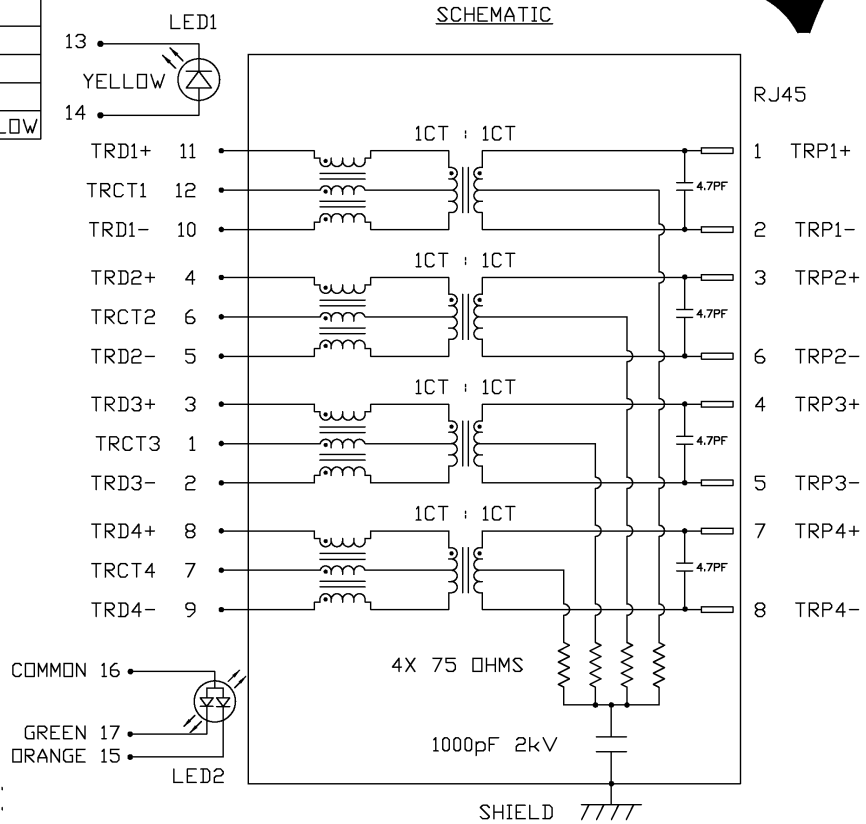 SCHEMATIC
LED1
13
YELLOW
14
LOW
RJ45
1CT : 1CT
TRD1+ 11
1 TRP1+
4.7PF
TRCT1 12
TRD1- 10
2 TRP1-
1CT : 1CT
TRD2+ 4
3 TRP2+
4.7PF
TRCT2 6
TRD2- 5
6 TRP2-
1CT : 1CT
TRD3+ 3
4 TRP3+
4.7PF
TRCT3 1
TRD3- 2
5 TRP3-
1CT : 1CT
TRD4+ 8
7 TRP4+
4.7PF
TRCT4 7
TRD4- 9
8 TRP4-
4X 75 OHMS
COMMON 16
GREEN 17
ORANGE 15
LED2
1000pF 2kV
SHIELD